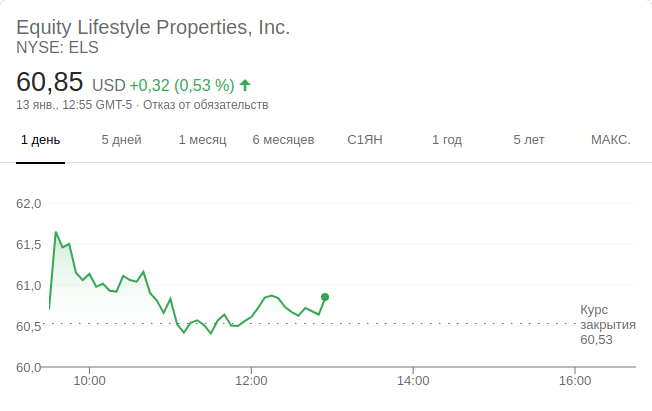 Equity Lifestyle Properties, Inc.
NYSE: ELS
60,85 USD +0,32 (0,53 %)
13 янв., 12:55 GMT-5 · Отказ от обязательств
1 день 5 дней 1 месяц 6 месяцев С1ЯН 1 год 5 лет МАКС.
62,0
61,5
61,0
60,5
60,0
Курс
закрытия
60,53
10:00 12:00 14:00 16:00